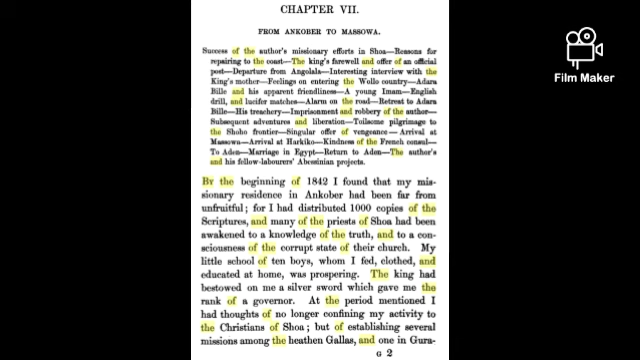 CHAPTER VII.
FROM ANKOBER TO MASSOWA.
Success of the author's missionary efforts in Shoa—Reasons for
repairing to the coast—The king's farewell and offer of an official
post—Departure from Angolala—Interesting interview with the
King's mother—Feelings on entering the Wollo country—Adara
Bille and his apparent friendliness—A young Imam—English
drill, and lucifer matches—Alarm on the road—Retreat to Adara
Bille—His treachery—Imprisonment and robbery of the author—
Subsequent adventures and liberation—Toilsome pilgrimage to
the Shoho frontier—Singular offer of vengeance—Arrival at
Massowa—Arrival at Harkiko—Kindness of the French consul—
To Aden—Marriage in Egypt—Return to Aden—The author's
and his fellow-labourers' Abessinian projects.
By the beginning of 1842 I found that my mis-
sionary residence in Ankober had been far from
unfruitful; for I had distributed 1000 copies of the
Scriptures, and many of the priests of Shoa had been
awakened to a knowledge of the truth, and to a con-
sciousness of the corrupt state of their church. My
little school of ten boys, whom I fed, clothed, and
educated at home, was prospering. The king had
bestowed on me a silver sword which gave me the
rank of a governor. At the period mentioned I
had thoughts of no longer confining my activity to
the Christians of Shoa; but of establishing several
missions among the heathen Gallas, and one in Gura-
G 2
Film Maker